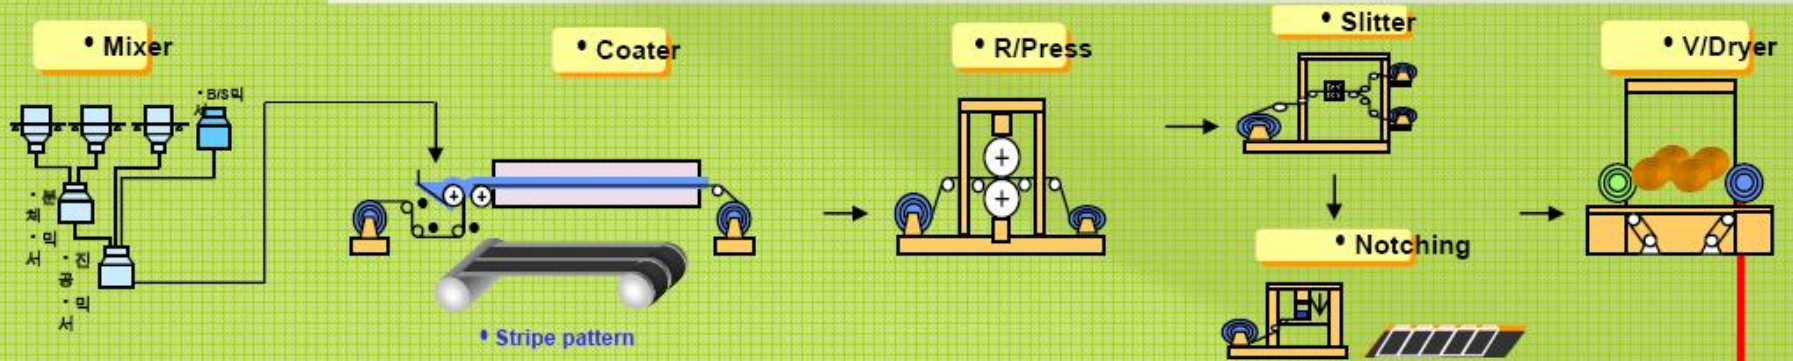 • Mixer
• Coater
• R/Press
• Slitter
• V/Dryer
• B/S믹
서
• 분
체
• 믹
서
• 진
공
• 믹
서
• Notching
• Stripe pattern